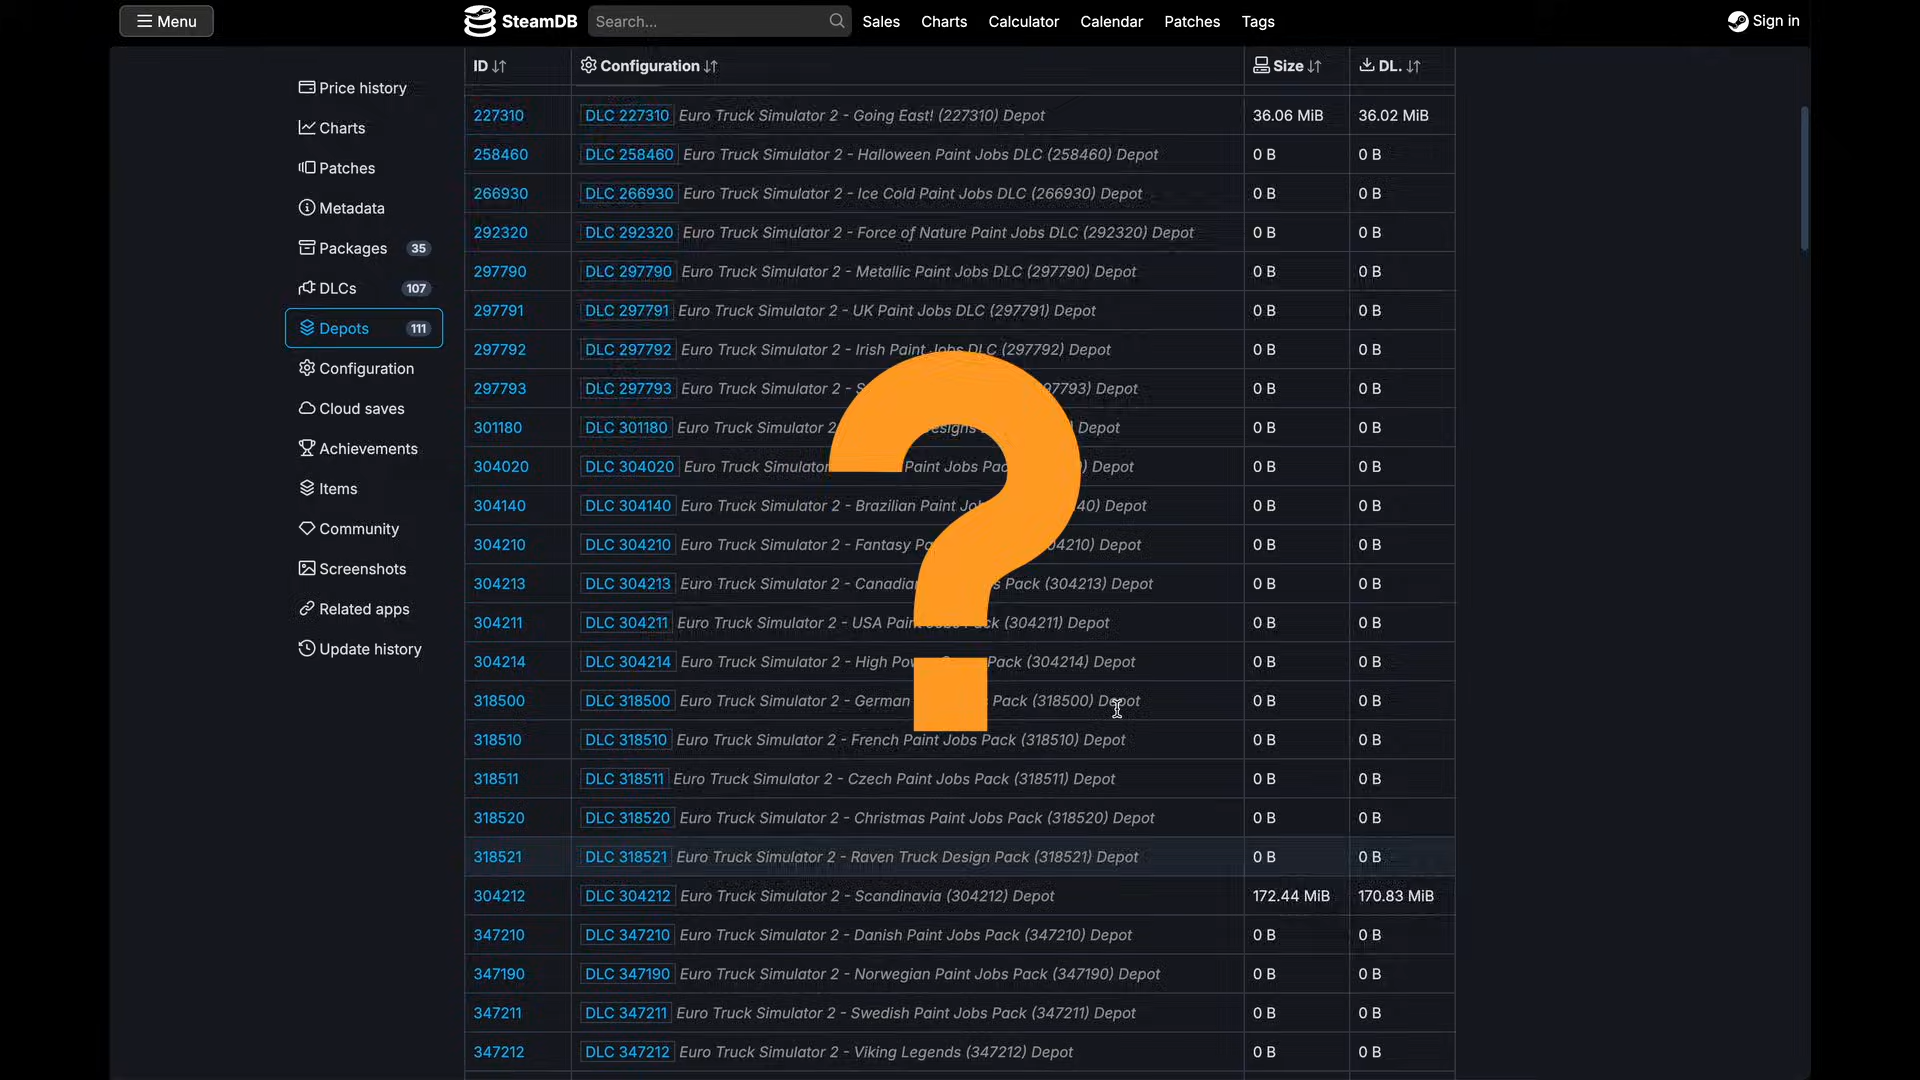 Menu
SteamDB
Search...
Sales
Charts
Calculator
Calendar
Patches
Tags
Sign in
Price history
Charts
Patches
Metadata
Packages 35
DLCs 107
Depots 111
Configuration
Cloud saves
Achievements
Items
Community
Screenshots
Related apps
Update history
ID Configuration Size DL.
227310 DLC 227310 Euro Truck Simulator 2 - Going East! (227310) Depot 36.06 MiB 36.02 MiB
258460 DLC 258460 Euro Truck Simulator 2 - Halloween Paint Jobs DLC (258460) Depot 0 B 0 B
266930 DLC 266930 Euro Truck Simulator 2 - Ice Cold Paint Jobs DLC (266930) Depot 0 B 0 B
292320 DLC 292320 Euro Truck Simulator 2 - Force of Nature Paint Jobs DLC (292320) Depot 0 B 0 B
297790 DLC 297790 Euro Truck Simulator 2 - Metallic Paint Jobs DLC (297790) Depot 0 B 0 B
297791 DLC 297791 Euro Truck Simulator 2 - UK Paint Jobs DLC (297791) Depot 0 B 0 B
297792 DLC 297792 Euro Truck Simulator 2 - Irish Paint Jobs DLC (297792) Depot 0 B 0 B
297793 DLC 297793 Euro Truck Simulator 2 - Depot 0 B 0 B
301180 DLC 301180 Euro Truck Simulator 2 Depot 0 B 0 B
304020 DLC 304020 Euro Truck Simulator Paint Jobs Depot 0 B 0 B
304140 DLC 304140 Euro Truck Simulator 2 - Brazilian Paint Depot 0 B 0 B
304210 DLC 304210 Euro Truck Simulator 2 - Fantasy Depot 0 B 0 B
304213 DLC 304213 Euro Truck Simulator 2 - Pack (304213) Depot 0 B 0 B
304211 DLC 304211 Euro Truck Simulator 2 - USA Paint Jobs Pack (304211) Depot 0 B 0 B
304214 DLC 304214 Euro Truck Simulator 2 - High Pack (304214) Depot 0 B 0 B
318500 DLC 318500 Euro Truck Simulator 2 - German Pack (318500) Depot 0 B 0 B
318510 DLC 318510 Euro Truck Simulator 2 - French Paint Jobs Pack (318510) Depot 0 B 0 B
318511 DLC 318511 Euro Truck Simulator 2 - Czech Paint Jobs Pack (318511) Depot 0 B 0 B
318520 DLC 318520 Euro Truck Simulator 2 - Christmas Paint Jobs Pack (318520) Depot 0 B 0 B
318521 DLC 318521 Euro Truck Simulator 2 - Raven Truck Design Pack (318521) Depot 0 B 0 B
304212 DLC 304212 Euro Truck Simulator 2 - Scandinavia (304212) Depot 172.44 MiB 170.83 MiB
347210 DLC 347210 Euro Truck Simulator 2 - Danish Paint Jobs Pack (347210) Depot 0 B 0 B
347190 DLC 347190 Euro Truck Simulator 2 - Norwegian Paint Jobs Pack (347190) Depot 0 B 0 B
347211 DLC 347211 Euro Truck Simulator 2 - Swedish Paint Jobs Pack (347211) Depot 0 B 0 B
347212 DLC 347212 Euro Truck Simulator 2 - Viking Legends (347212) Depot 0 B 0 B
?